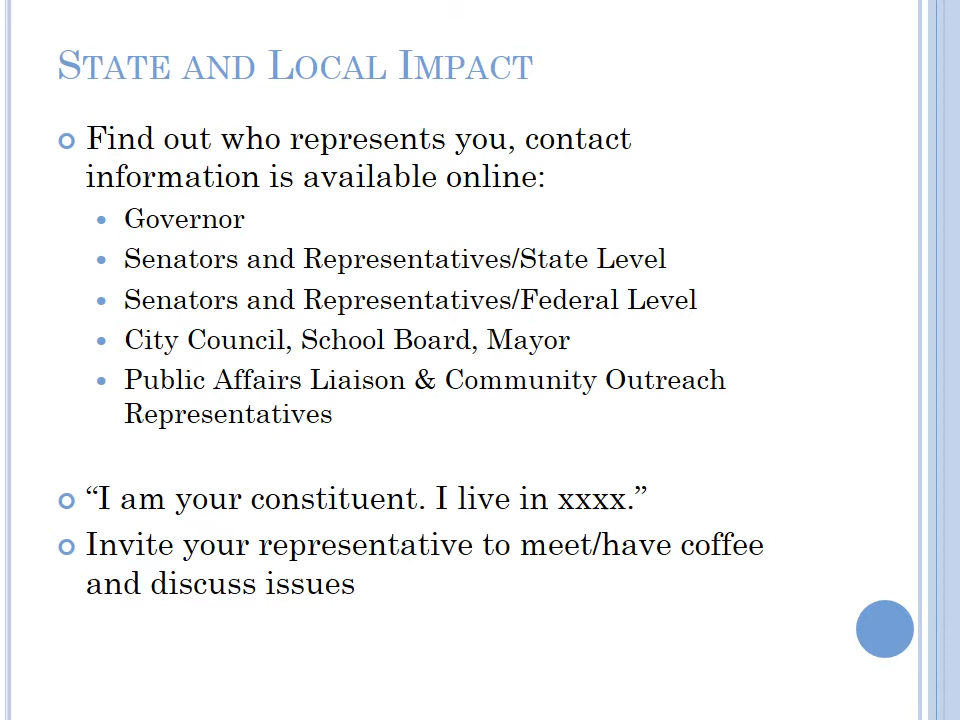 State and Local Impact
Find out who represents you, contact
information is available online:
Governor
Senators and Representatives/State Level
Senators and Representatives/Federal Level
City Council, School Board, Mayor
Public Affairs Liaison & Community Outreach
Representatives
“I am your constituent. I live in xxxx.”
Invite your representative to meet/have coffee
and discuss issues